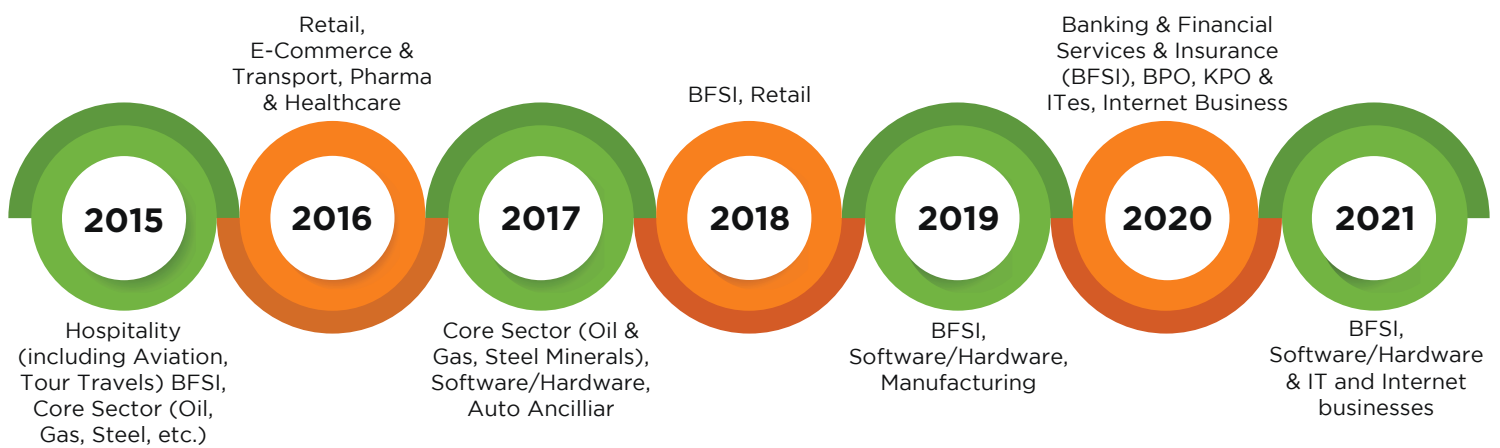 2015
Hospitality
(including Aviation,
Tour Travels) BFSI,
Core Sector (Oil,
Gas, Steel, etc.)
Retail,
E-Commerce &
Transport, Pharma
& Healthcare
2016
2017
Core Sector (Oil &
Gas, Steel Minerals),
Software/Hardware,
Auto Ancilliar
BFSI, Retail
2018
2019
BFSI,
Software/Hardware,
Manufacturing
Banking & Financial
Services & Insurance
(BFSI), BPO, KPO &
ITes, Internet Business
2020
2021
BFSI,
Software/Hardware
& IT and Internet
businesses